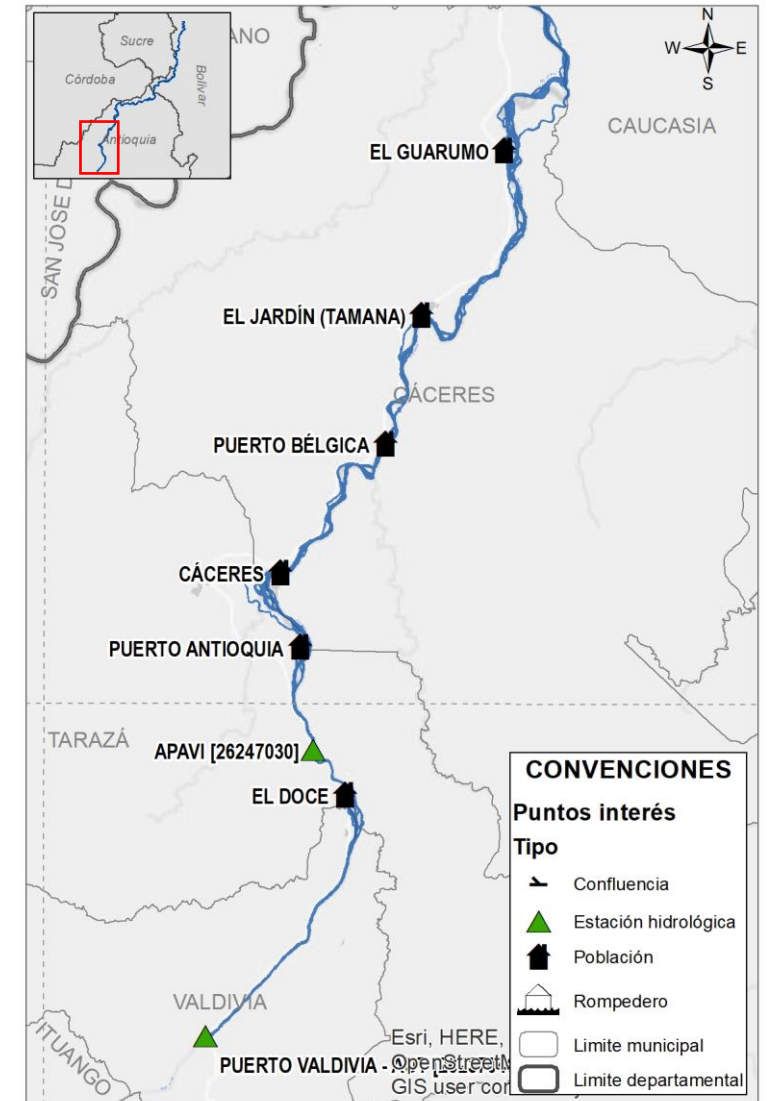 Sucre
Córdoba
Bolivar
Antioquia
ANO
N
W
E
S
CAUCASIA
EL GUARUMO
SAN JOSE D
EL JARDÍN (TAMANA)
CÁCERES
PUERTO BÉLGICA
CÁCERES
PUERTO ANTIOQUIA
TARAZÁ
APAVI [26247030]
EL DOCE
VALDIVIA
ITUANGO
PUERTO VALDIVIA -
Esri, HERE,
GIS user con
CONVENCIONES
Puntos interés
Tipo
Confluencia
Estación hidrológica
Población
Rompedero
Limite municipal
Limite departamental